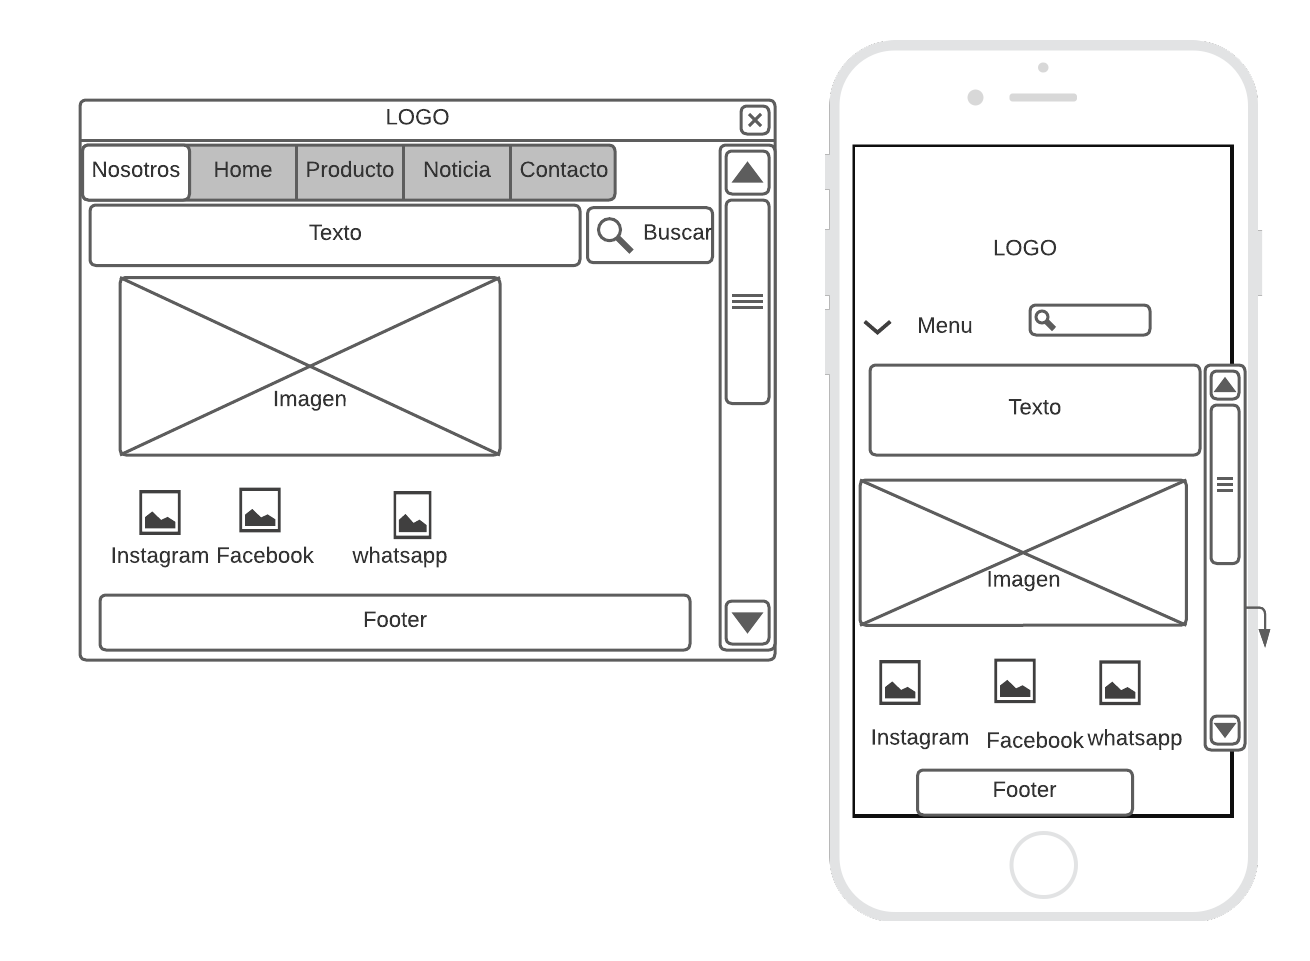 LOGO
Nosotros Home Producto Noticia Contacto
Texto Buscar
Imagen
Instagram Facebook whatsapp
Footer
LOGO
Menu
Texto
Imagen
Instagram Facebook whatsapp
Footer